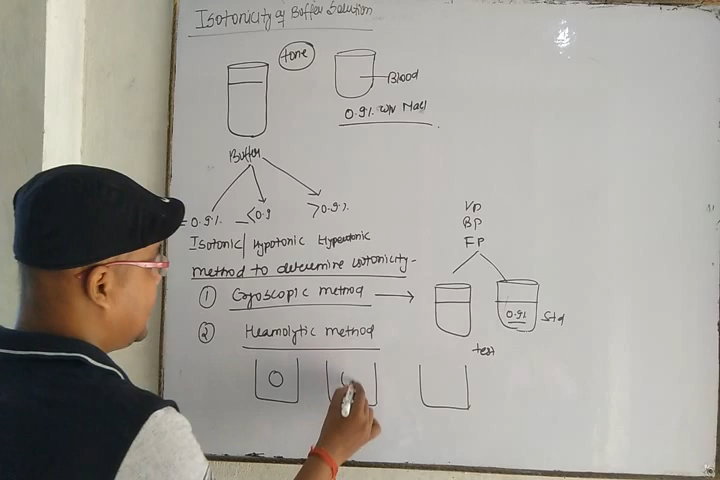 Isotonicity of Buffer Solution
tone
Blood
0.9% w/v Nacl
Buffer
= 0.9%. <0.9 >0.9%.
Isotonic | Hypotonic Hypertonic
method to determine isotonicity-
① Cryoscopic method →
② Heamolytic method
VP
BP
FP
0.9%
Std
test